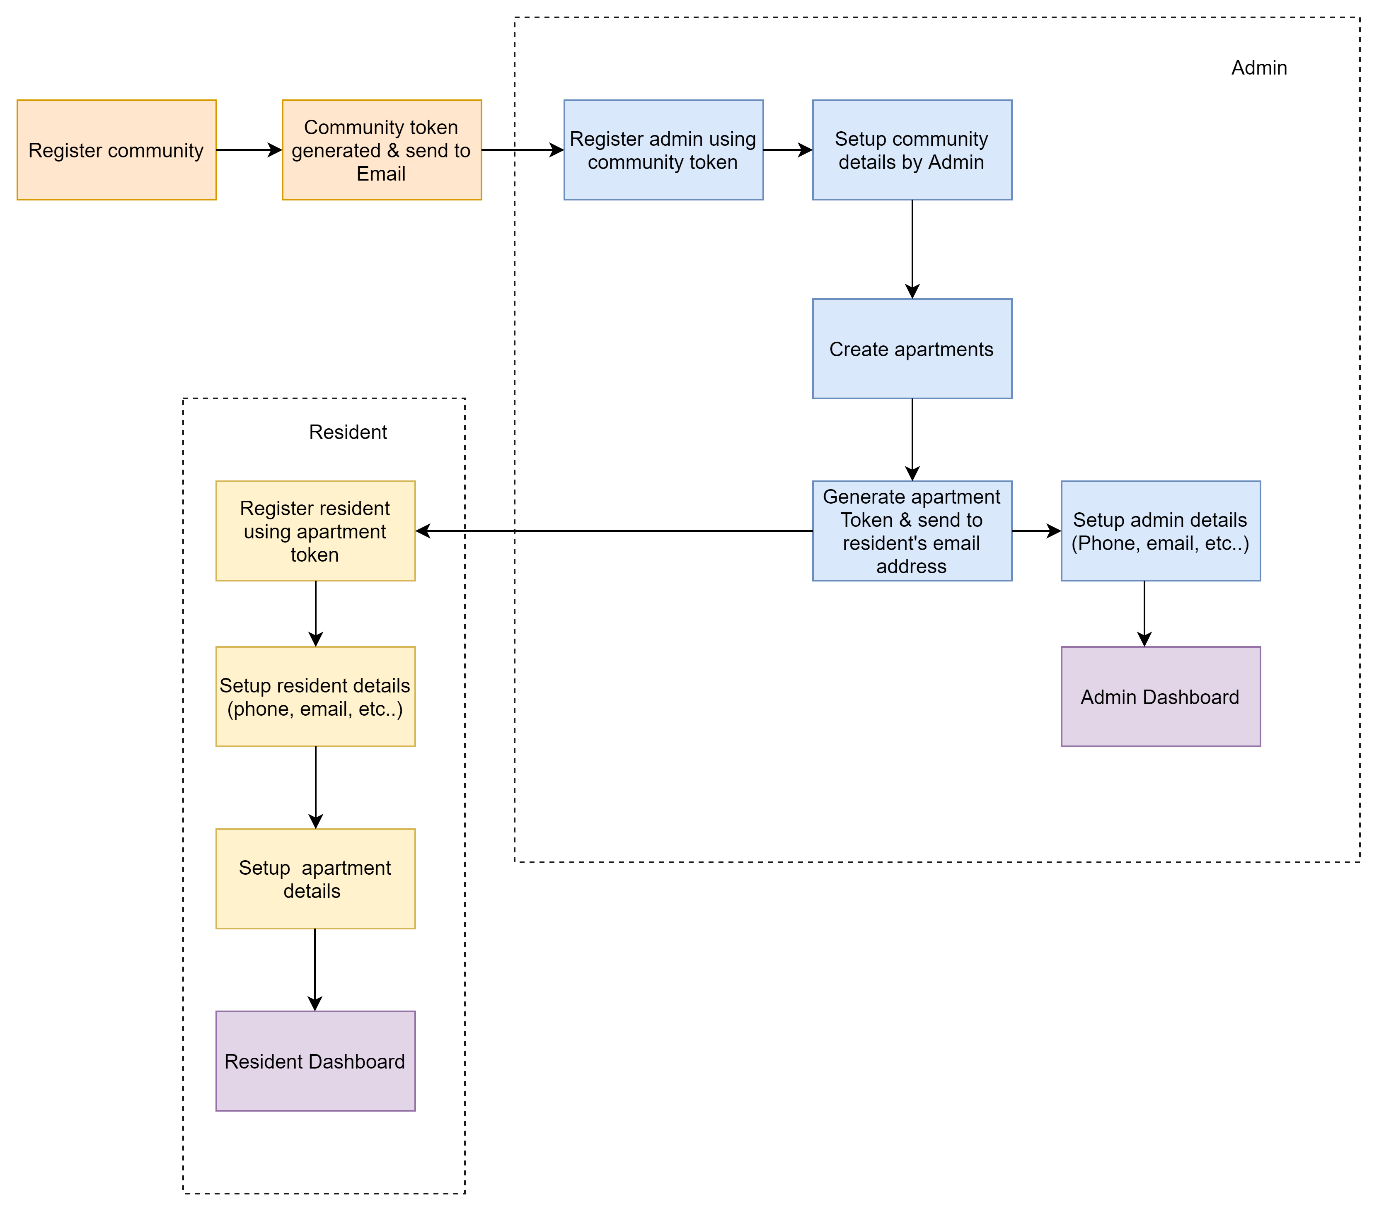 Admin
Register community
Community token
generated & send to
Email
Register admin using
community token
Setup community
details by Admin
Create apartments
Resident
Register resident
using apartment
token
Generate apartment
Token & send to
resident's email
address
Setup admin details
(Phone, email, etc..)
Setup resident details
(phone, email, etc..)
Admin Dashboard
Setup  apartment
details
Resident Dashboard